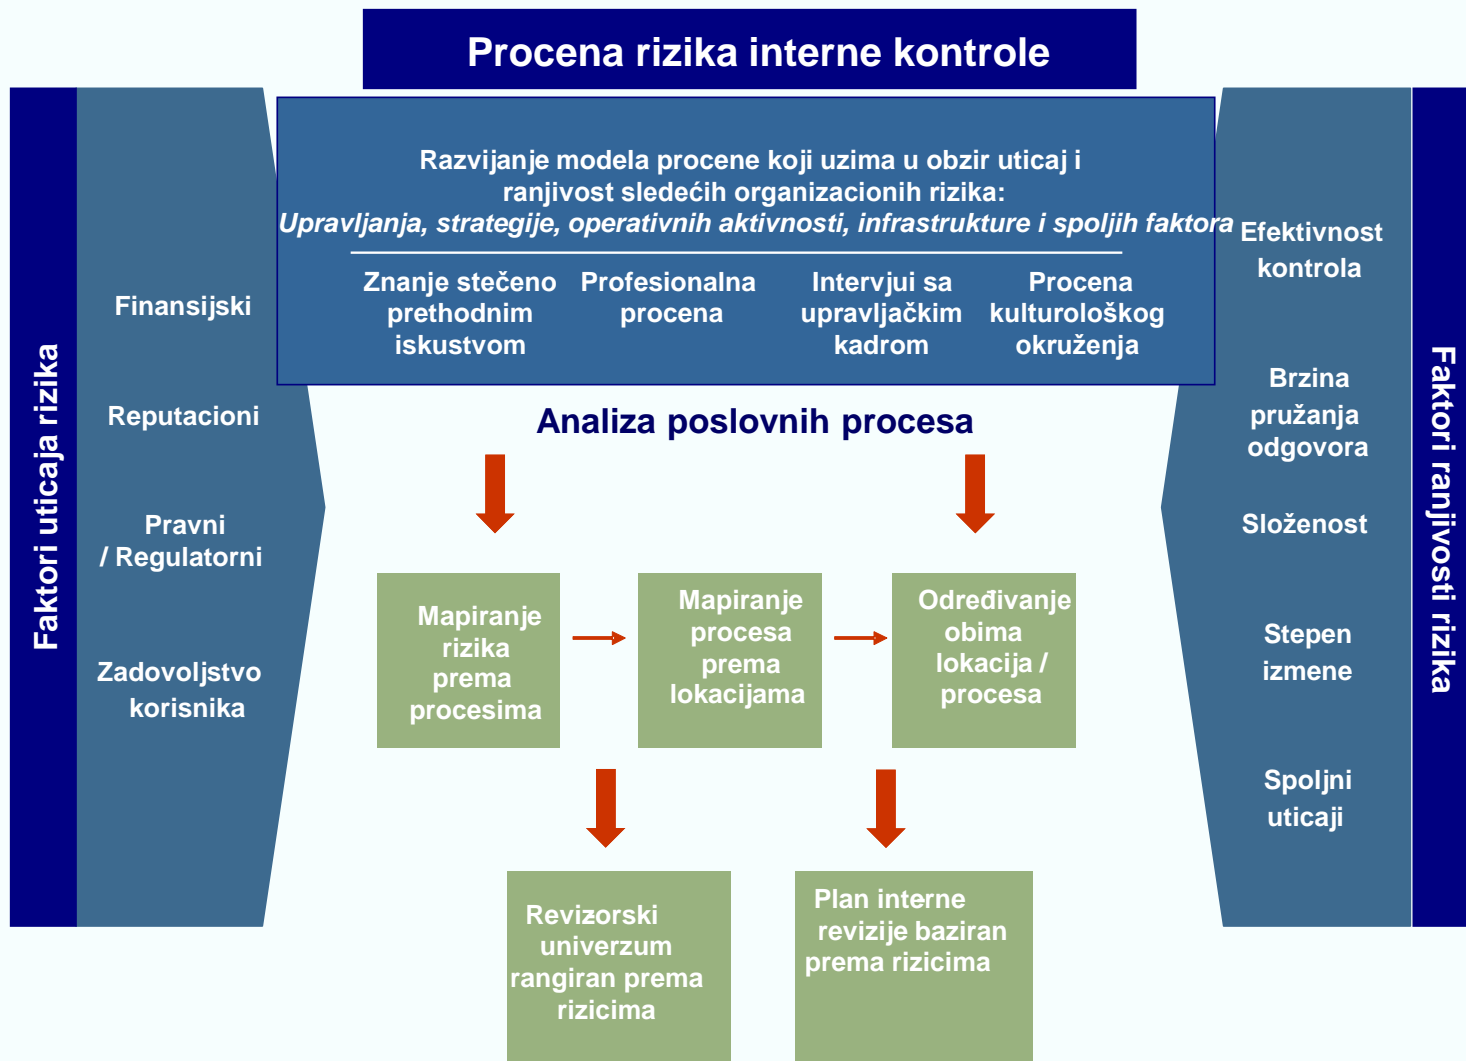 Procena rizika interne kontrole
Razvijanje modela procene koji uzima u obzir uticaj i
ranjivost sledećih organizacionih rizika:
Upravljanja, strategije, operativnih aktivnosti, infrastrukture i spoljih faktora
Znanje stečeno
prethodnim
iskustvom
Profesionalna
procena
Intervjui sa
upravljačkim
kadrom
Procena
kulturološkog
okruženja
Faktori uticaja rizika
Finansijski
Reputacioni
Pravni
/ Regulatorni
Zadovoljstvo
korisnika
Analiza poslovnih procesa
Mapiranje
rizika
prema
procesima
Mapiranje
procesa
prema
lokacijama
Određivanje
obima
lokacija /
procesa
Revizorski
univerzum
rangiran prema
rizicima
Plan interne
revizije baziran
prema rizicima
Efektivnost
kontrola
Brzina
pružanja
odgovora
Složenost
Stepen
izmene
Spoljni
uticaji
Faktori ranjivosti rizika